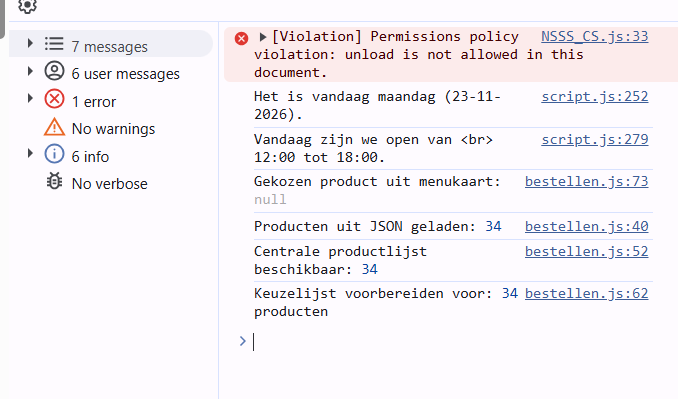 7 messages
6 user messages
1 error
No warnings
6 info
No verbose
[Violation] Permissions policy NSSS_CS.js:33
violation: unload is not allowed in this
document.
Het is vandaag maandag (23-11- script.js:252
2026).
Vandaag zijn we open van <br> script.js:279
12:00 tot 18:00.
Gekozen product uit menukaart: bestellen.js:73
null
Producten uit JSON geladen: 34 bestellen.js:40
Centrale productlijst bestellen.js:52
beschikbaar: 34
Keuzelijst voorbereiden voor: 34 bestellen.js:62
producten